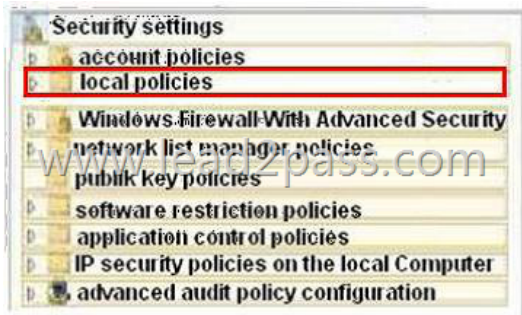 Security settings
account policies
local policies
Windows Firewall With Advanced Security
network list manager policies
www.lead2pass.com
publik key policies
software restriction policies
application control policies
IP security policies on the local Computer
advanced audit policy configuration